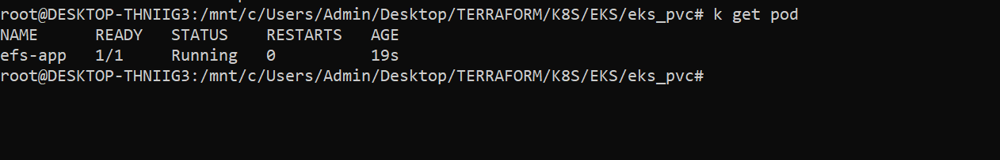 root@DESKTOP-THNIIG3:/mnt/c/Users/Admin/Desktop/TERRAFORM/K8S/EKS/eks_pvc# k get pod
NAME      READY   STATUS    RESTARTS   AGE
efs-app   1/1     Running   0          19s
root@DESKTOP-THNIIG3:/mnt/c/Users/Admin/Desktop/TERRAFORM/K8S/EKS/eks_pvc#